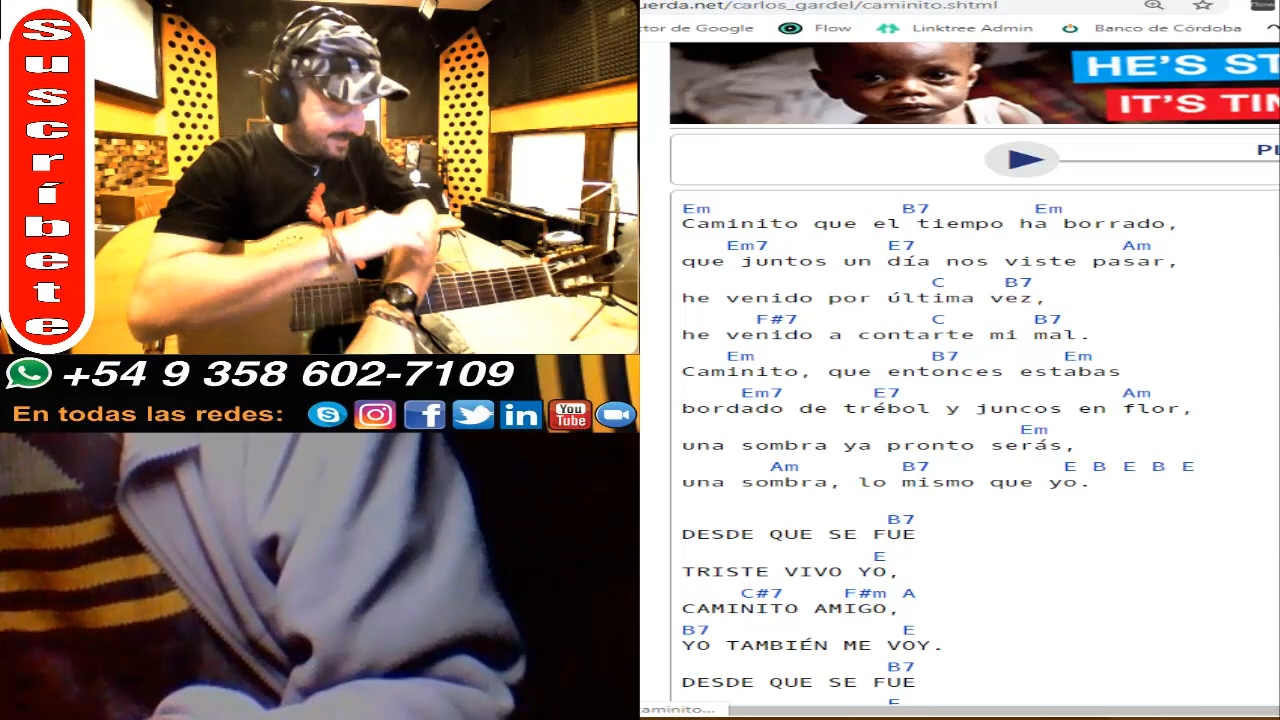 Suscríbete
+54 9 358 602-7109
En todas las redes:
You
Tube
uerda.net/carlos_gardel/caminito.shtml
tor de Google Flow Linktree Admin Banco de Córdoba
HE'S ST
IT'S TIM
PL
Em B7 Em
Caminito que el tiempo ha borrado,
Em7 E7 Am
que juntos un día nos viste pasar,
C B7
he venido por última vez,
F#7 C B7
he venido a contarte mi mal.
Em B7 Em
Caminito, que entonces estabas
Em7 E7 Am
bordado de trébol y juncos en flor,
Em
una sombra ya pronto serás,
Am B7 E B E B E
una sombra, lo mismo que yo.
B7
DESDE QUE SE FUE
E
TRISTE VIVO YO,
C#7 F#m A
CAMINITO AMIGO,
B7 E
YO TAMBIÉN ME VOY.
B7
DESDE QUE SE FUE
E
caminito...